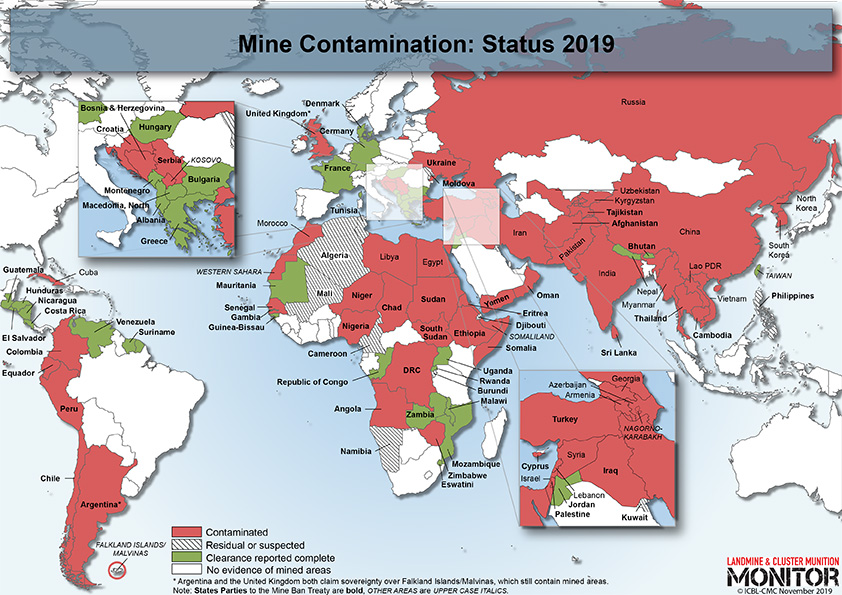 Mine Contamination: Status 2019
Denmark
United Kingdom*
Germany
France
Russia
Ukraine
Moldova
Bosnia & Herzegovina
Croatia
Hungary
Serbia
KOSOVO
Bulgaria
Montenegro
Macedonia, North
Albania
Greece
Tunisia
Morocco
Algeria
Libya
Egypt
WESTERN SAHARA
Mauritania
Mali
Niger
Chad
Sudan
Senegal
Gambia
Guinea-Bissau
Nigeria
South
Sudan
Ethiopia
Cameroon
DRC
Republic of Congo
Angola
Zambia
Namibia
Yemen
Oman
Eritrea
Djibouti
SOMALILAND
Somalia
Uganda
Rwanda
Burundi
Malawi
Mozambique
Zimbabwe
Eswatini
Uzbekistan
Kyrgyzstan
Tajikistan
Afghanistan
Iran
Pakistan
China
India
Bhutan
Nepal
Myanmar
Thailand
Sri Lanka
Lao PDR
Vietnam
Cambodia
North
Korea
South
Korea
TAIWAN
Philippines
Guatemala
Cuba
Hunduras
Nicaragua
Costa Rica
El Salvador
Colombia
Venezuela
Suriname
Equador
Peru
Chile
Argentina*
FALKLAND ISLANDS/
MALVINAS
Georgia
Azerbaijan
Armenia
Turkey
NAGORNO-
KARABAKH
Cyprus
Syria
Iraq
Israel
Lebanon
Jordan
Palestine
Kuwait
Contaminated
Residual or suspected
Clearance reported complete
No evidence of mined areas
* Argentina and the United Kingdom both claim sovereignty over Falkland Islands/Malvinas, which still contain mined areas.
Note: States Parties to the Mine Ban Treaty are bold, OTHER AREAS are UPPER CASE ITALICS.
LANDMINE & CLUSTER MUNITION
MONITOR
© ICBL-CMC November 2019